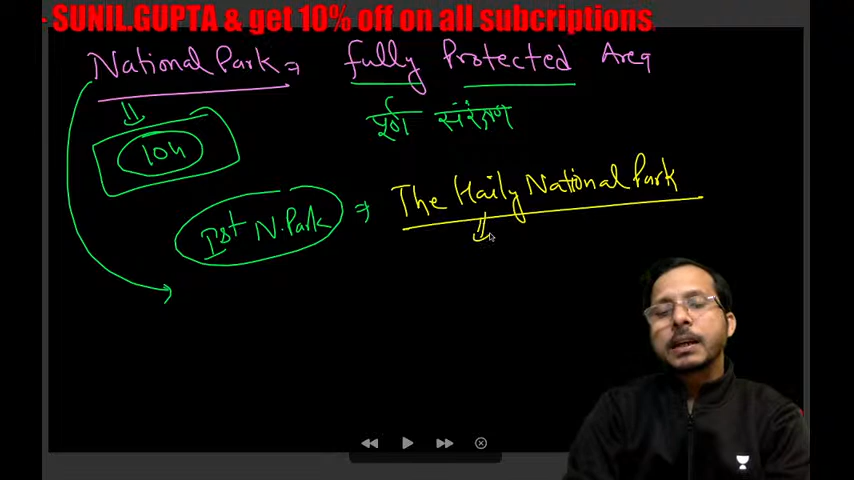 SUNIL.GUPTA & get 10% off on all subcriptions
National Park ⇒ fully Protected Area
पूर्ण संरक्षण
104
Ist N.Park ⇒ The Haily National Park